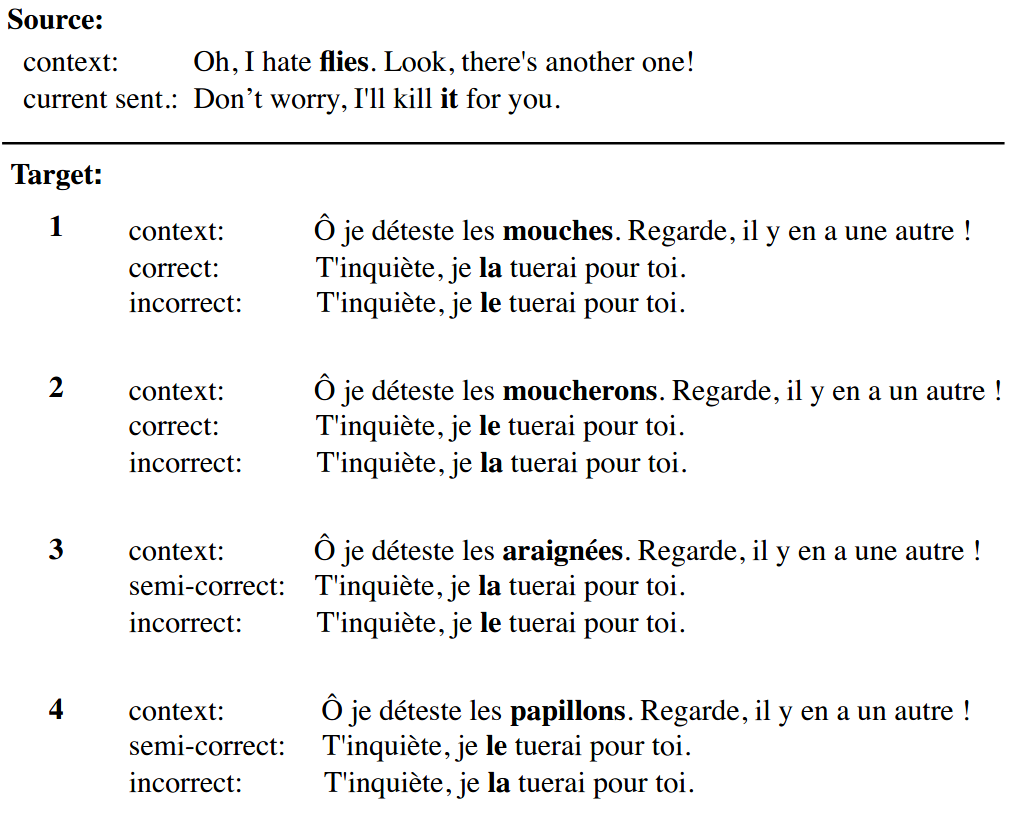 Source:
context: Oh, I hate flies. Look, there's another one!
current sent.: Don’t worry, I'll kill it for you.
Target:
1 context: Ô je déteste les mouches. Regarde, il y en a une autre !
correct: T'inquiète, je la tuerai pour toi.
incorrect: T'inquiète, je le tuerai pour toi.
2 context: Ô je déteste les moucherons. Regarde, il y en a un autre !
correct: T'inquiète, je le tuerai pour toi.
incorrect: T'inquiète, je la tuerai pour toi.
3 context: Ô je déteste les araignées. Regarde, il y en a une autre !
semi-correct: T'inquiète, je la tuerai pour toi.
incorrect: T'inquiète, je le tuerai pour toi.
4 context: Ô je déteste les papillons. Regarde, il y en a un autre !
semi-correct: T'inquiète, je le tuerai pour toi.
incorrect: T'inquiète, je la tuerai pour toi.